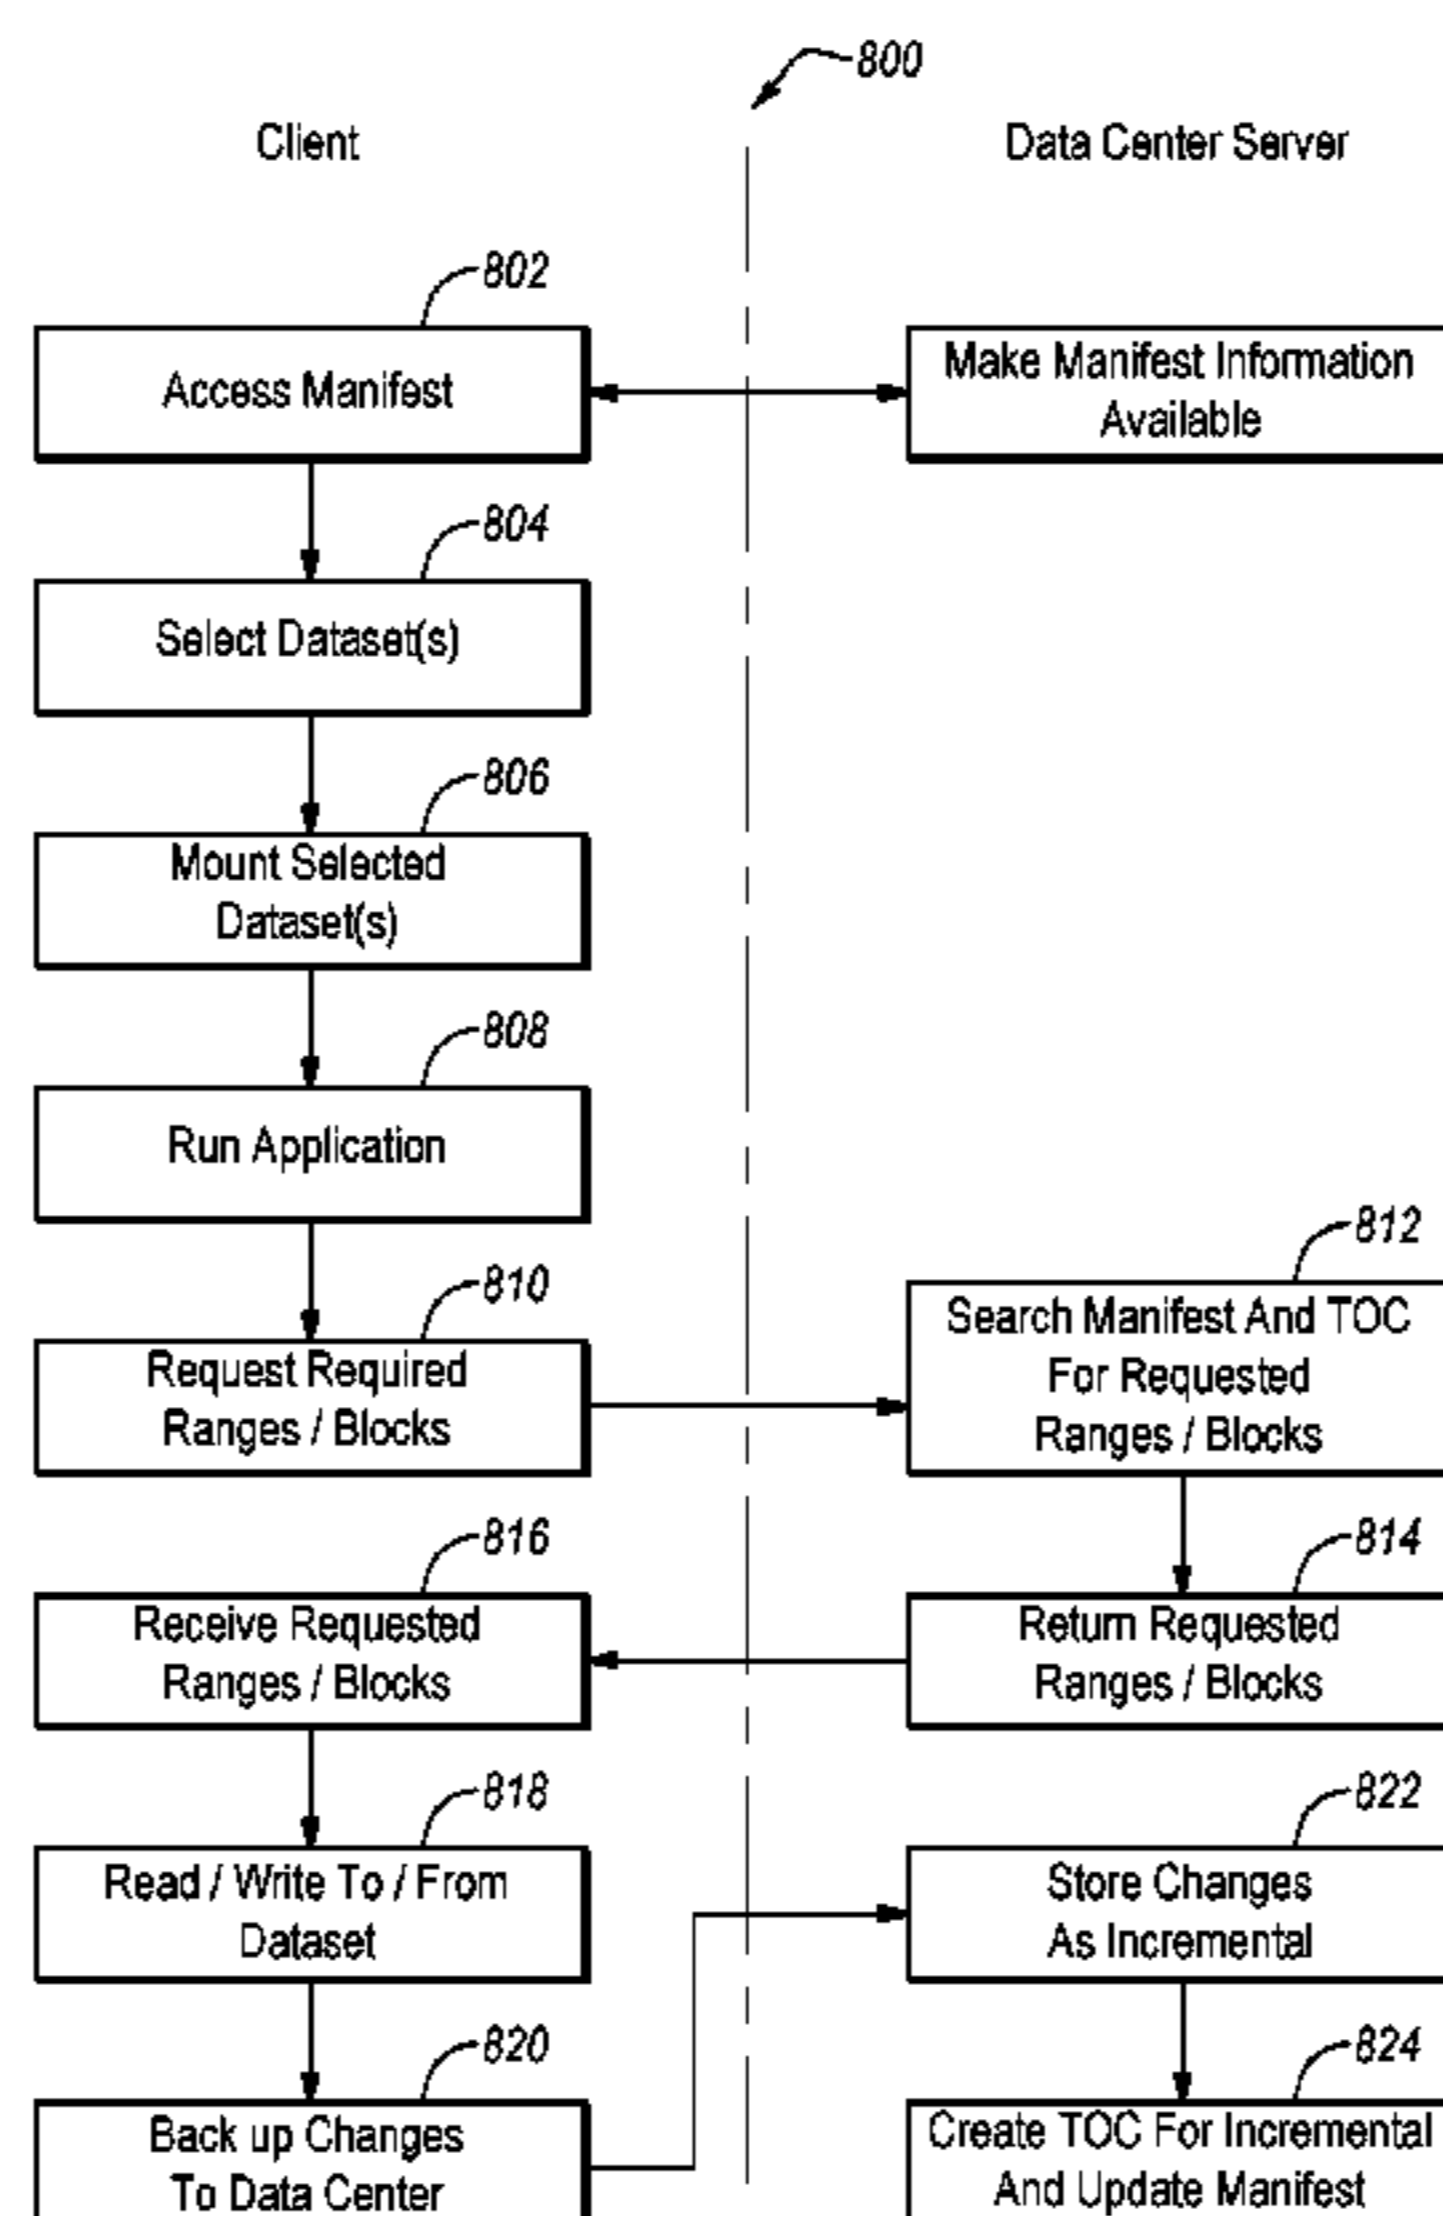 800
Client
Data Center Server
802
Access Manifest
Make Manifest Information
Available
804
Select Dataset(s)
806
Mount Selected
Dataset(s)
808
Run Application
810
Request Required
Ranges / Blocks
812
Search Manifest And TOC
For Requested
Ranges / Blocks
816
Receive Requested
Ranges / Blocks
814
Return Requested
Ranges / Blocks
818
Read / Write To / From
Dataset
822
Store Changes
As Incremental
820
Back up Changes
To Data Center
824
Create TOC For Incremental
And Update Manifest